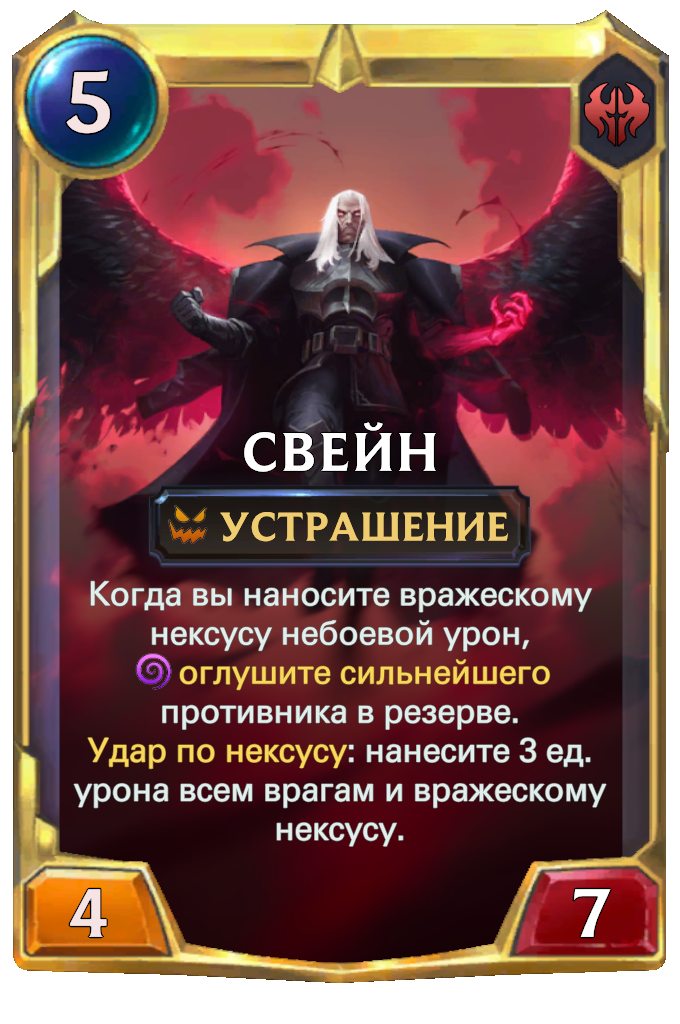 5
СВЕЙН
УСТРАШЕНИЕ
Когда вы наносите вражескому
нексусу небоевой урон,
оглушите сильнейшего
противника в резерве.
Удар по нексусу: нанесите 3 ед.
урона всем врагам и вражескому
нексусу.
4
7